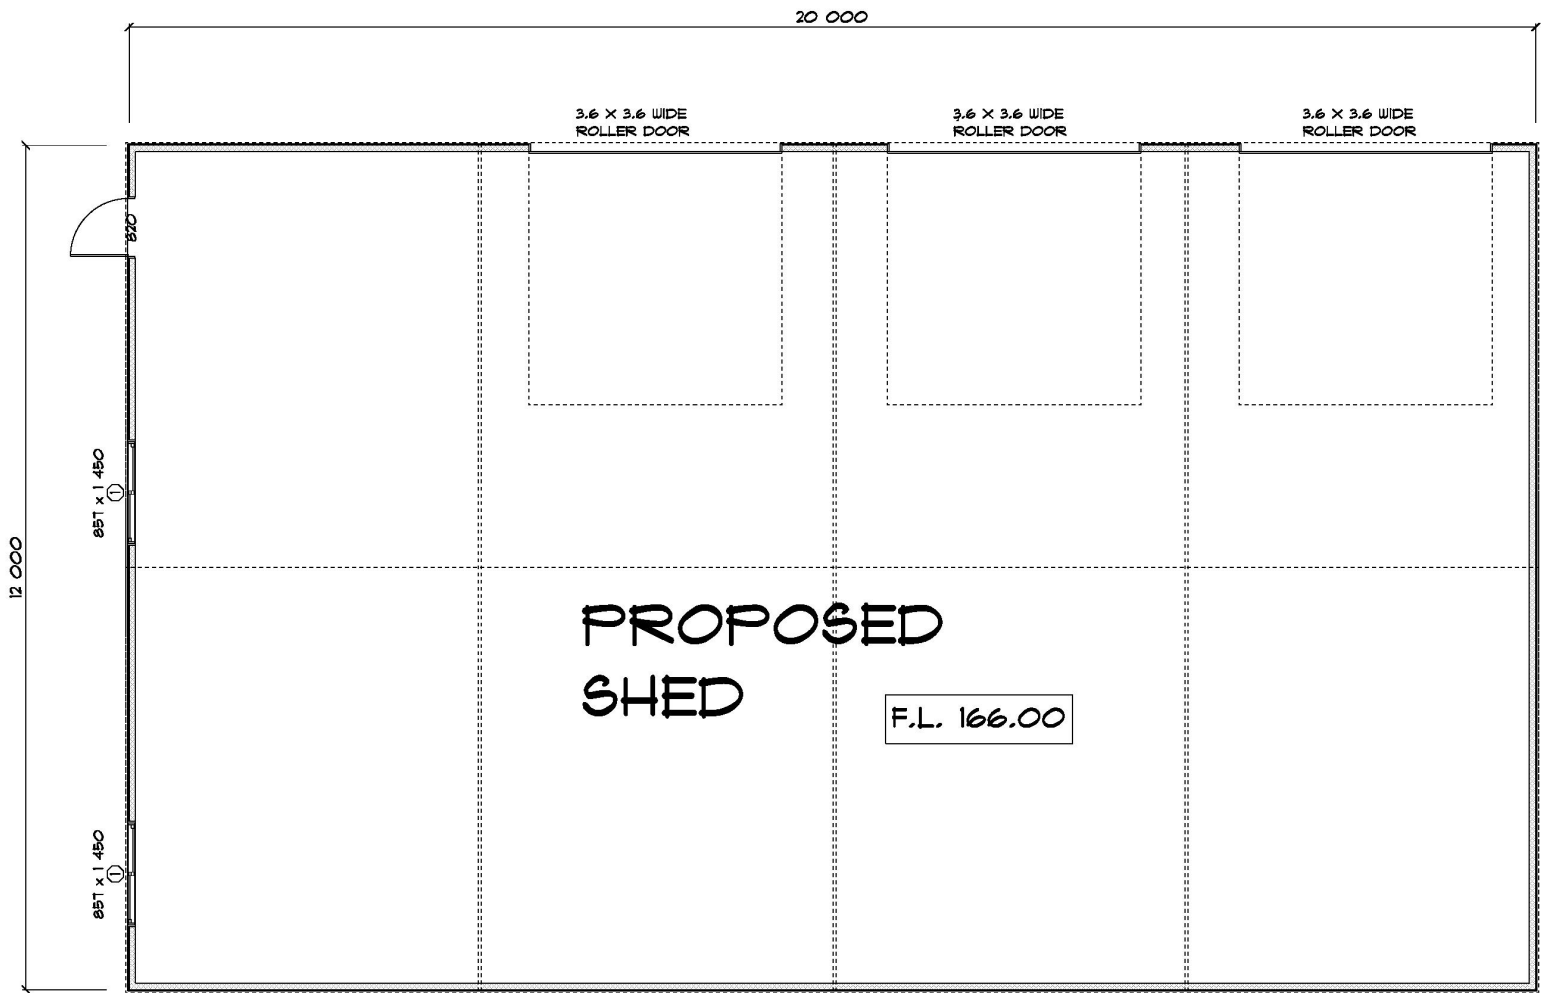 20 000
3.6 X 3.6 WIDE
ROLLER DOOR
3.6 X 3.6 WIDE
ROLLER DOOR
3.6 X 3.6 WIDE
ROLLER DOOR
820
857 x 1 450
1
12 000
PROPOSED
SHED
F.L. 166.00
857 x 1 450
1